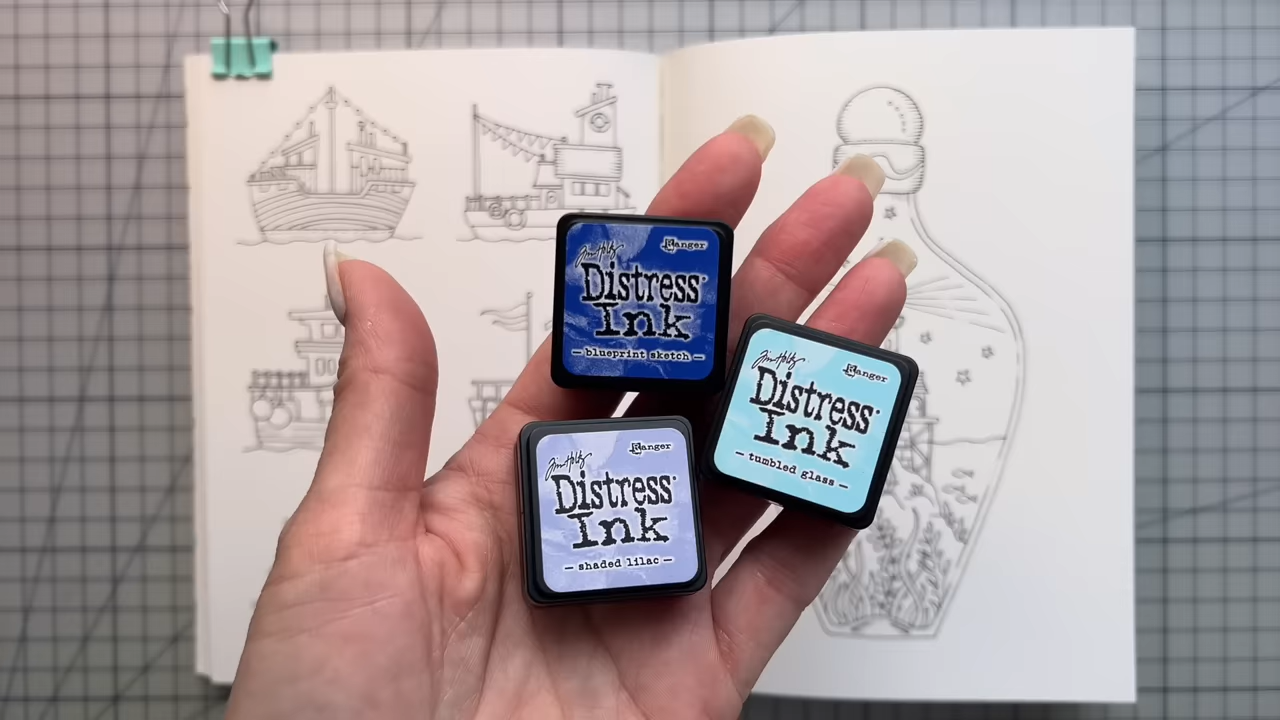 Tim Holtz
Ranger
Distress
Ink
— blueprint sketch —
Tim Holtz
Ranger
Distress
Ink
— tumbled glass —
Tim Holtz
Ranger
Distress
Ink
— shaded lilac —